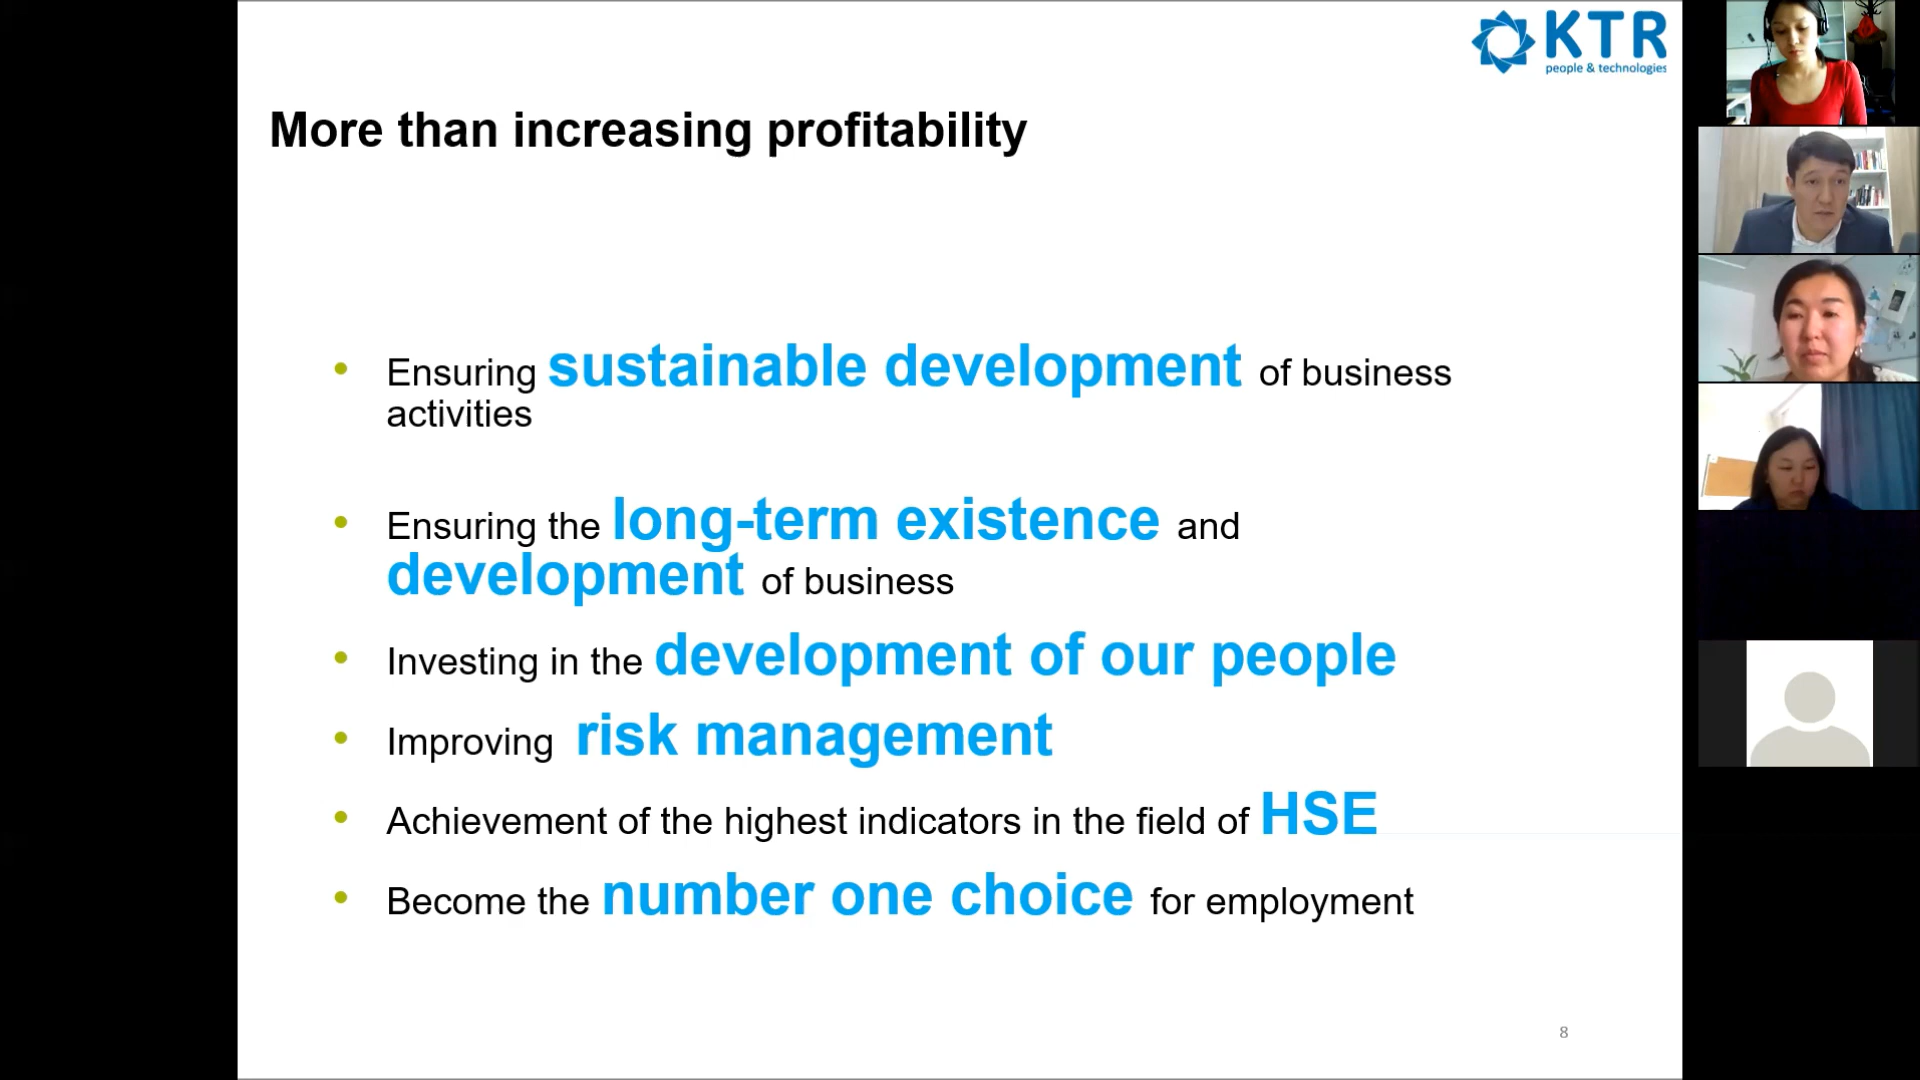 KTR
people & technologies
More than increasing profitability
• Ensuring sustainable development of business
activities
• Ensuring the long-term existence and
development of business
• Investing in the development of our people
• Improving risk management
• Achievement of the highest indicators in the field of HSE
• Become the number one choice for employment
8